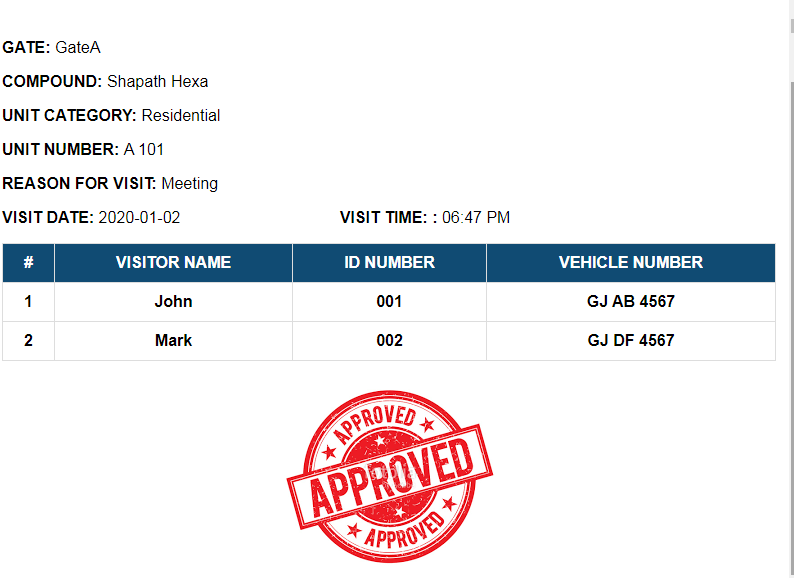 GATE: GateA
COMPOUND: Shapath Hexa
UNIT CATEGORY: Residential
UNIT NUMBER: A 101
REASON FOR VISIT: Meeting
VISIT DATE: 2020-01-02 VISIT TIME: : 06:47 PM
# VISITOR NAME ID NUMBER VEHICLE NUMBER
1 John 001 GJ AB 4567
2 Mark 002 GJ DF 4567
APPROVED
APPROVED
APPROVED